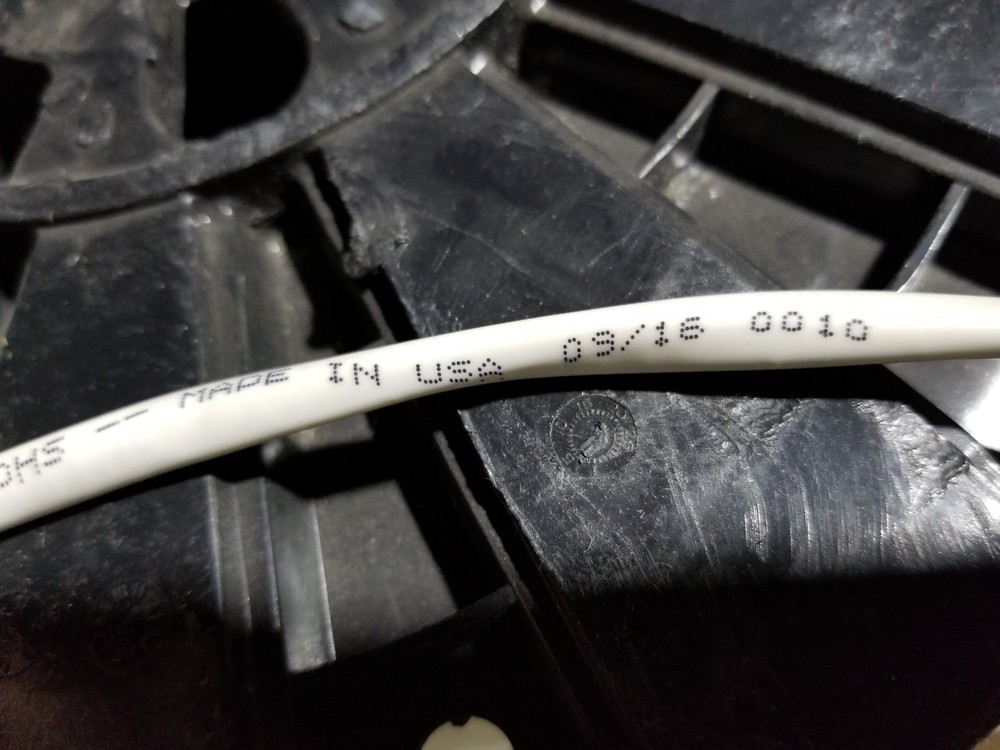 OHS -- MADE IN USA 09/16 0010